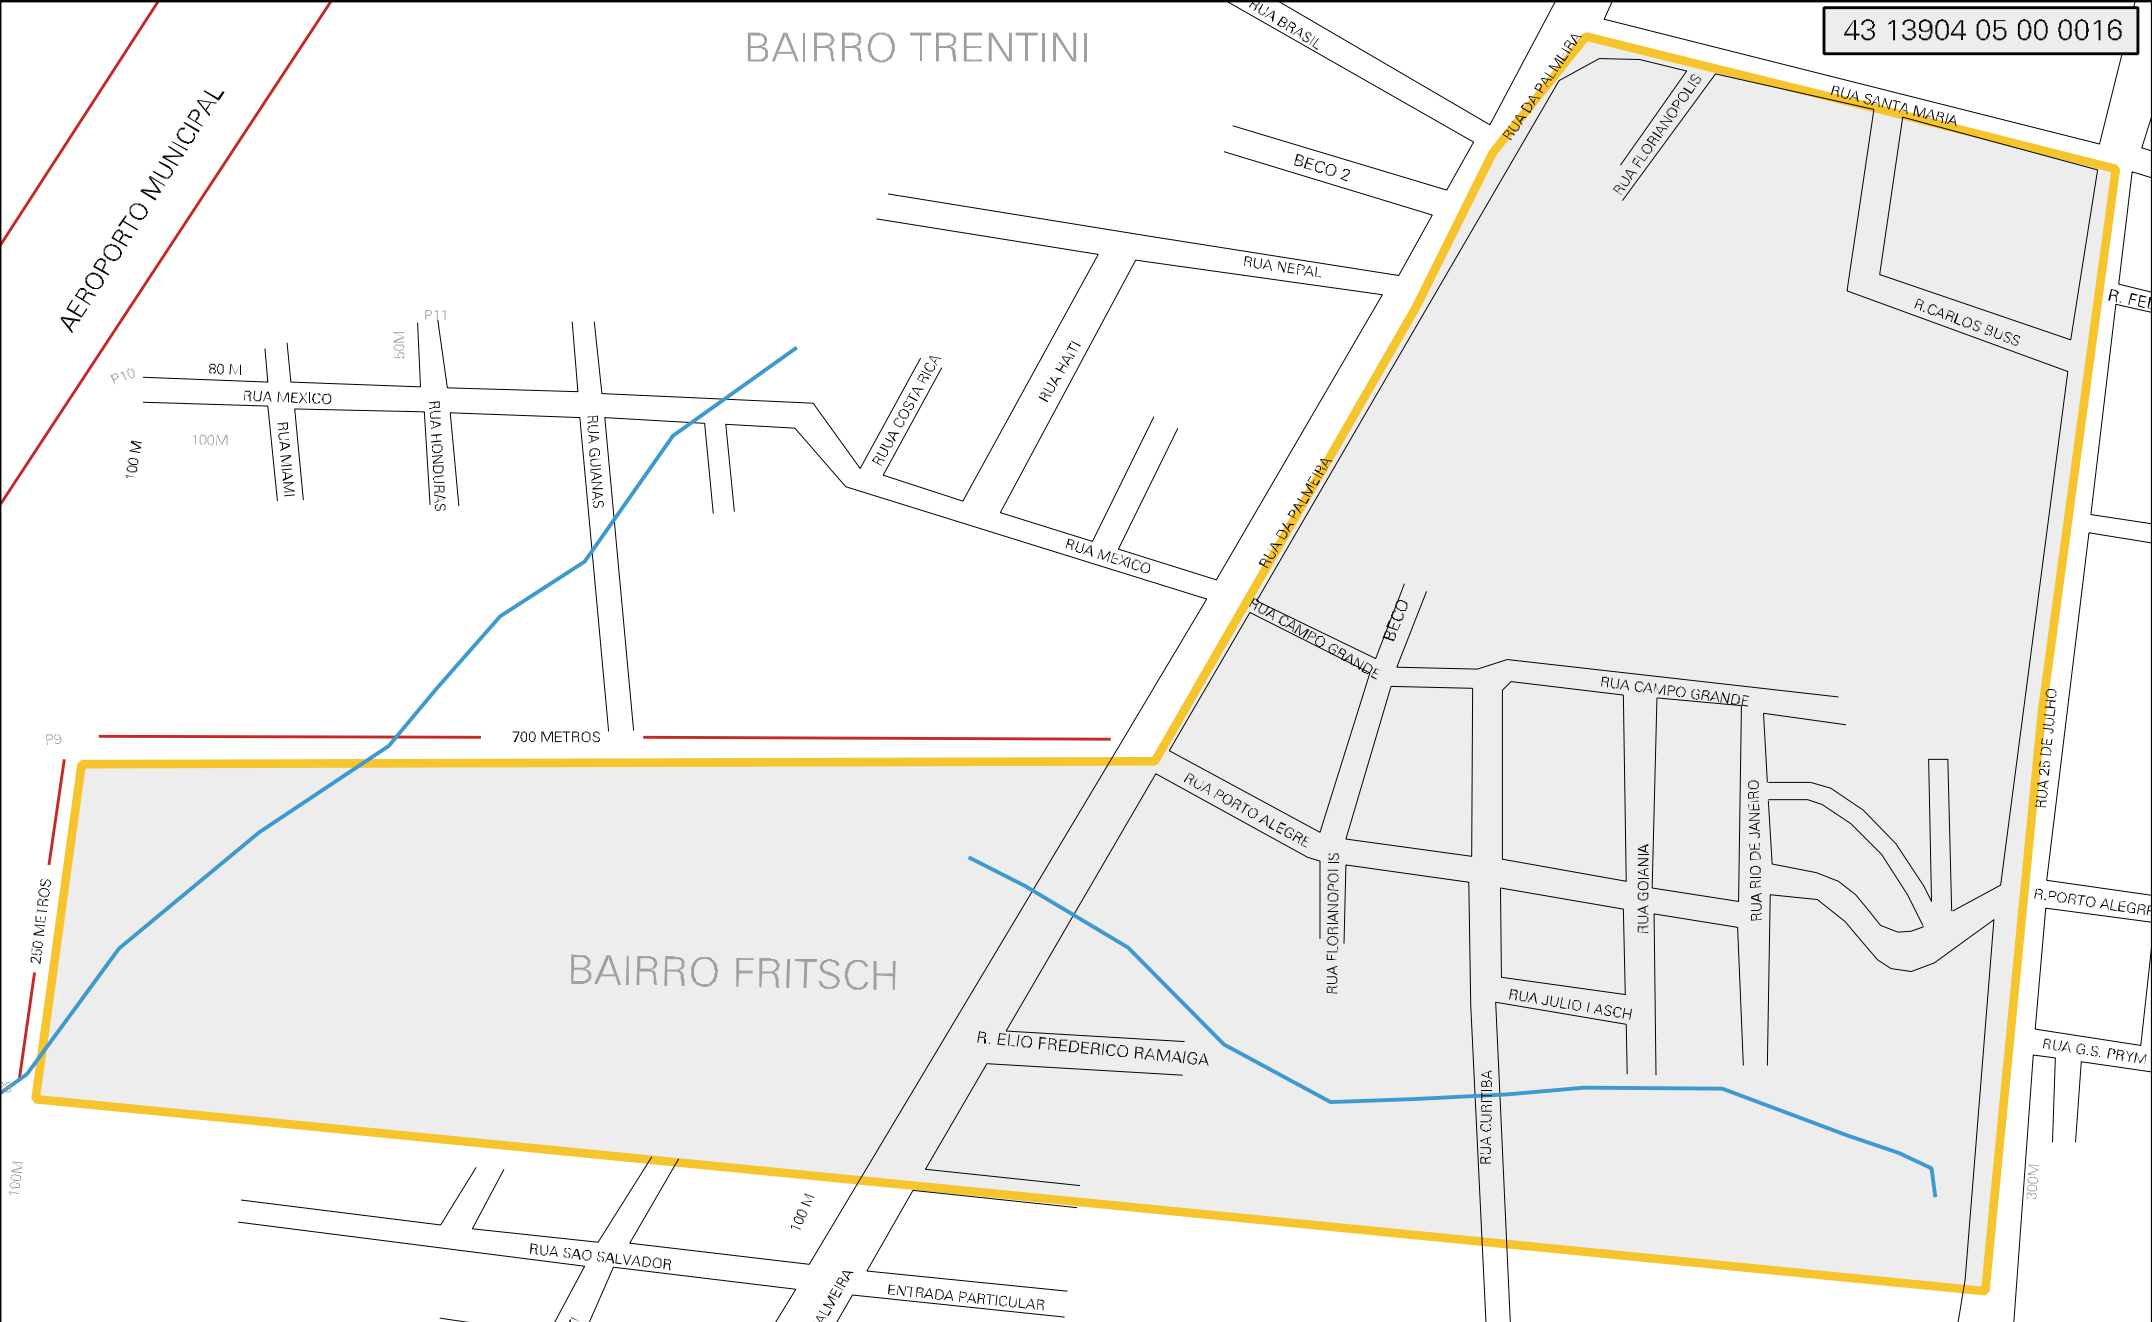 BAIRRO TRENTINI
43 13904 05 00 0016
RUA BRASIL
RUA DA PALMEIRA
RUA SANTA MARIA
RUA FLORIANOPOLIS
AEROPORTO MUNICIPAL
BECO 2
RUA NEPAL
R. FE
R.CARLOS BUSS
P11
50M
P10
80 M
RUA MEXICO
100M
100 M
RUA MIAMI
RUA HONDURAS
RUA GUIANAS
RUUA COSTA RICA
RUA HAITI
RUA MEXICO
RUA DA PALMEIRA
RUA CAMPO GRANDE
BECO
RUA CAMPO GRANDE
RUA 25 DE JULHO
P9
700 METROS
RUA PORTO ALEGRE
RUA GOIANIA
RUA RIO DE JANEIRO
R.PORTO ALEGRE
250 METROS
RUA FLORIANOPOLIS
BAIRRO FRITSCH
RUA JULIO IASCH
R. ELIO FREDERICO RAMAIGA
RUA G.S. PRYM
RUA CURITIBA
100M
300M
100 M
RUA SAO SALVADOR
ALMEIRA
ENTRADA PARTICULAR